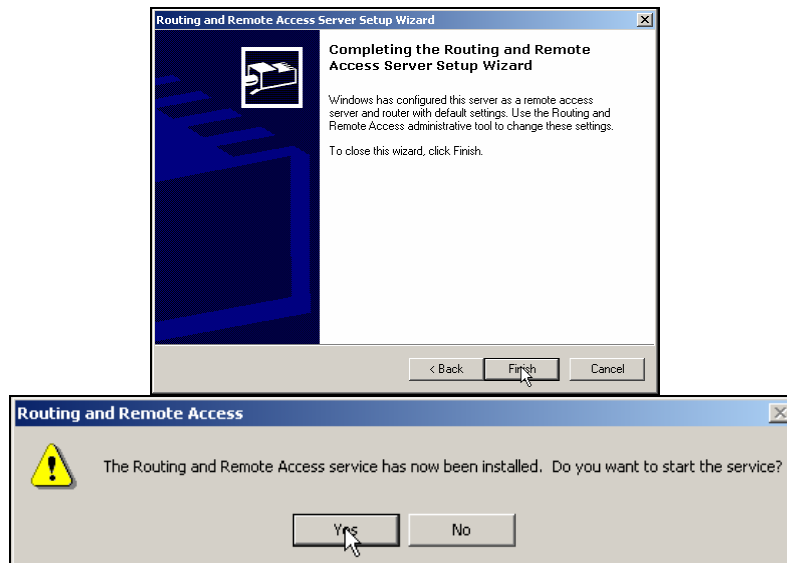 Routing and Remote Access Server Setup Wizard
Completing the Routing and Remote
Access Server Setup Wizard
Windows has configured this server as a remote access
server and router with default settings. Use the Routing and
Remote Access administrative tool to change these settings.
To close this wizard, click Finish.
< Back Finish Cancel
Routing and Remote Access
The Routing and Remote Access service has now been installed. Do you want to start the service?
Yes No